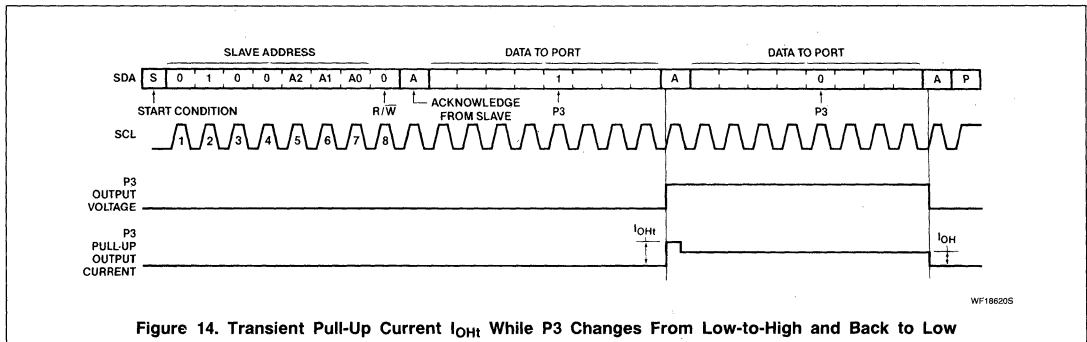 SLAVE ADDRESS DATA TO PORT DATA TO PORT
SDA S 0 1 0 0 A2 A1 A0 0 A 1 A 0 A P
START CONDITION R/W̅ ACKNOWLEDGE FROM SLAVE P3 P3
SCL 1 2 3 4 5 6 7 8
P3
OUTPUT
VOLTAGE
P3
PULL-UP
OUTPUT
CURRENT
IOHt IOH
WF18620S
Figure 14. Transient Pull-Up Current IOHt While P3 Changes From Low-to-High and Back to Low